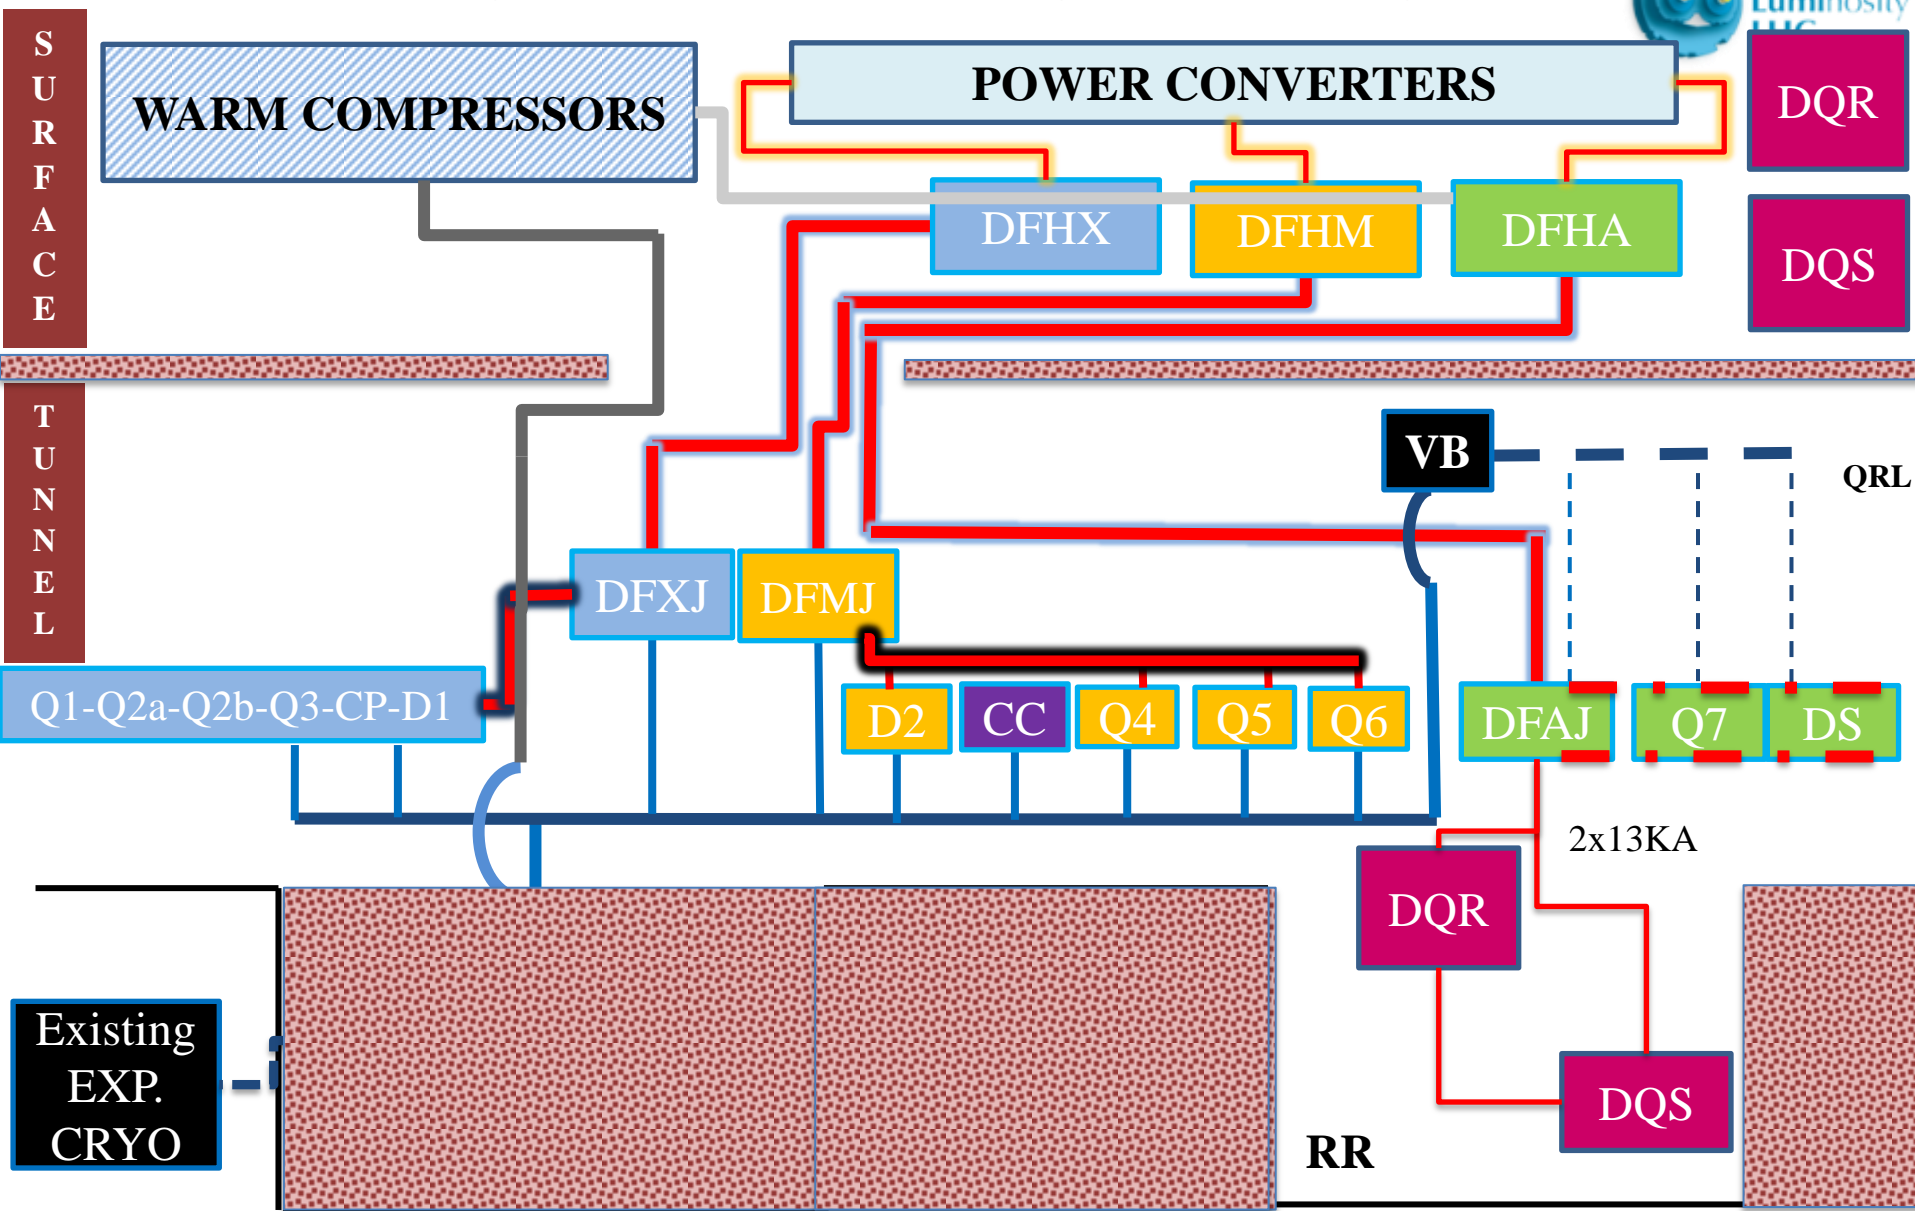 Luminosity
SURFACE
WARM COMPRESSORS
POWER CONVERTERS
DQR
DFHX
DFHM
DFHA
DQS
TUNNEL
VB
QRL
DFXJ
DFMJ
Q1-Q2a-Q2b-Q3-CP-D1
D2
CC
Q4
Q5
Q6
DFAJ
Q7
DS
2x13KA
DQR
Existing
EXP.
CRYO
DQS
RR